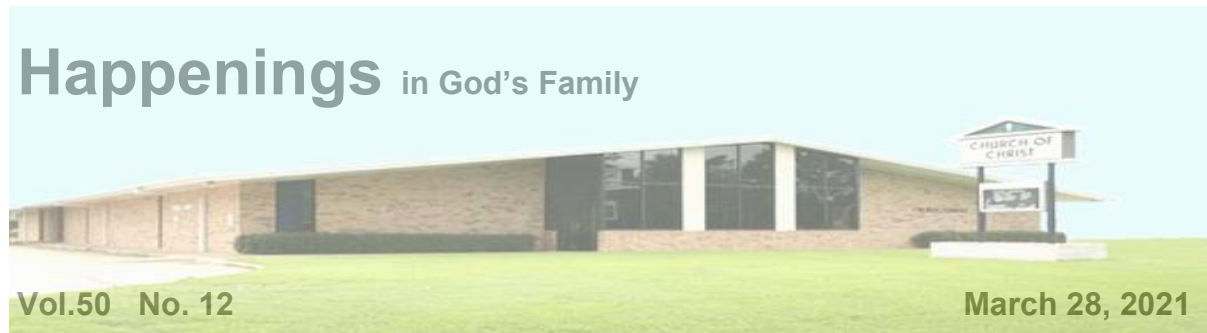 Happenings in God's Family
CHURCH OF
CHRIST
Vol.50 No. 12
March 28, 2021